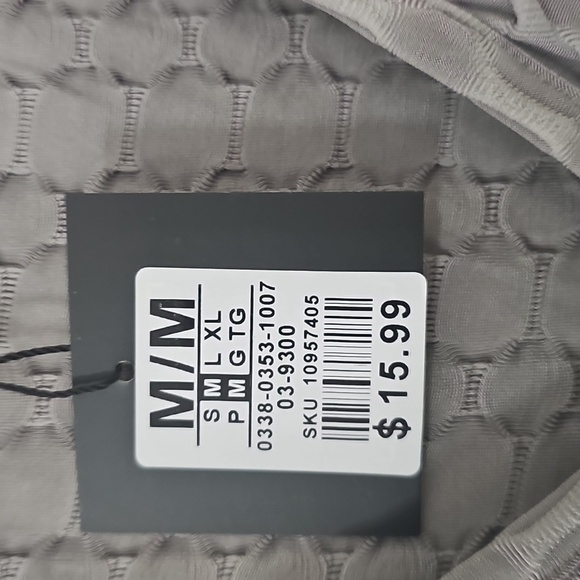 M/M
S M L XL
P M G TG
0338-0353-1007
03-9300
SKU 10957405
$ 15.99